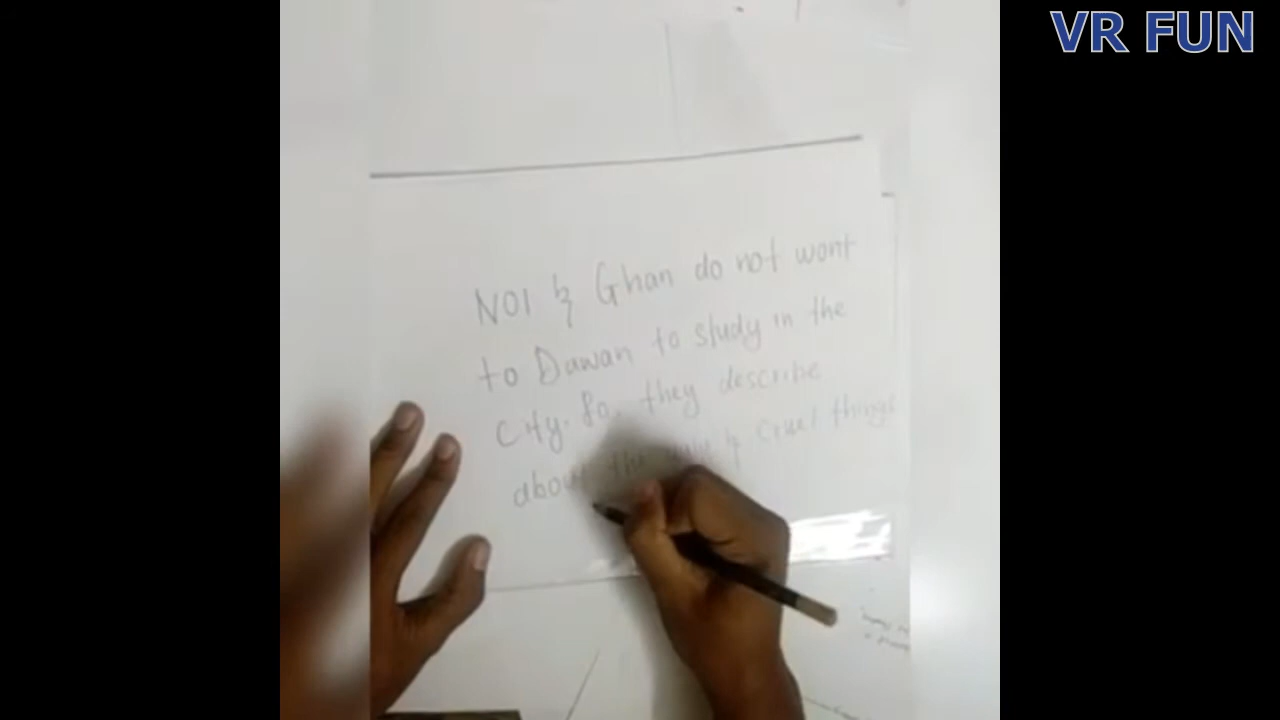 VR FUN
NOI & Ghan do not wont
to Dawan to study in the
City. So, they describe
about the & cruel things